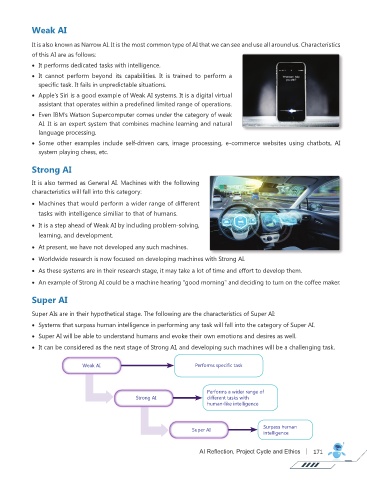 Weak AI
It is also known as Narrow AI. It is the most common type of AI that we can see and use all around us. Characteristics
of this AI are as follows:
• It performs dedicated tasks with intelligence.
• It cannot perform beyond its capabilities. It is trained to perform a
specific task. It fails in unpredictable situations.
• Apple's Siri is a good example of Weak AI systems. It is a digital virtual
assistant that operates within a predefined limited range of operations.
• Even IBM's Watson Supercomputer comes under the category of weak
AI. It is an expert system that combines machine learning and natural
language processing.
• Some other examples include self-driven cars, image processing, e-commerce websites using chatbots, AI
system playing chess, etc.
Strong AI
It is also termed as General AI. Machines with the following
characteristics will fall into this category:
• Machines that would perform a wider range of different
tasks with intelligence similiar to that of humans.
• It is a step ahead of Weak AI by including problem-solving,
learning, and development.
• At present, we have not developed any such machines.
• Worldwide research is now focused on developing machines with Strong AI.
• As these systems are in their research stage, it may take a lot of time and effort to develop them.
• An example of Strong AI could be a machine hearing "good morning" and deciding to turn on the coffee maker.
Super AI
Super AIs are in their hypothetical stage. The following are the characteristics of Super AI:
• Systems that surpass human intelligence in performing any task will fall into the category of Super AI.
• Super AI will be able to understand humans and evoke their own emotions and desires as well.
• It can be considered as the next stage of Strong AI, and developing such machines will be a challenging task.
Weak AI
Performs specific task
Strong AI
Performs a wider range of
different tasks with
human-like intelligence
Super AI
Surpass human
intelligence
AI Reflection, Project Cycle and Ethics | 171